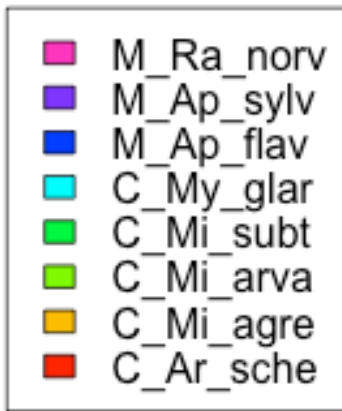 M_Ra_norv
M_Ap_sylv
M_Ap_flav
C_My_glar
C_Mi_subt
C_Mi_arva
C_Mi_agre
C_Ar_sche